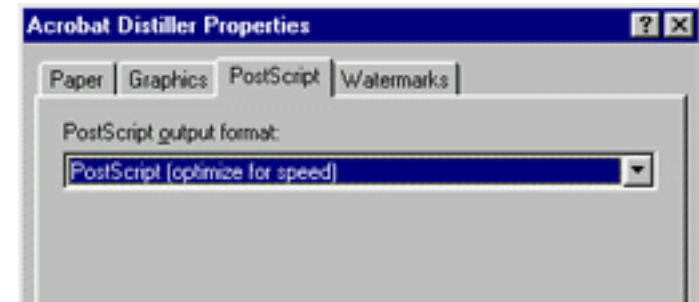 Acrobat Distiller Properties ? X
Paper Graphics PostScript Watermarks
PostScript output format:
PostScript (optimize for speed)